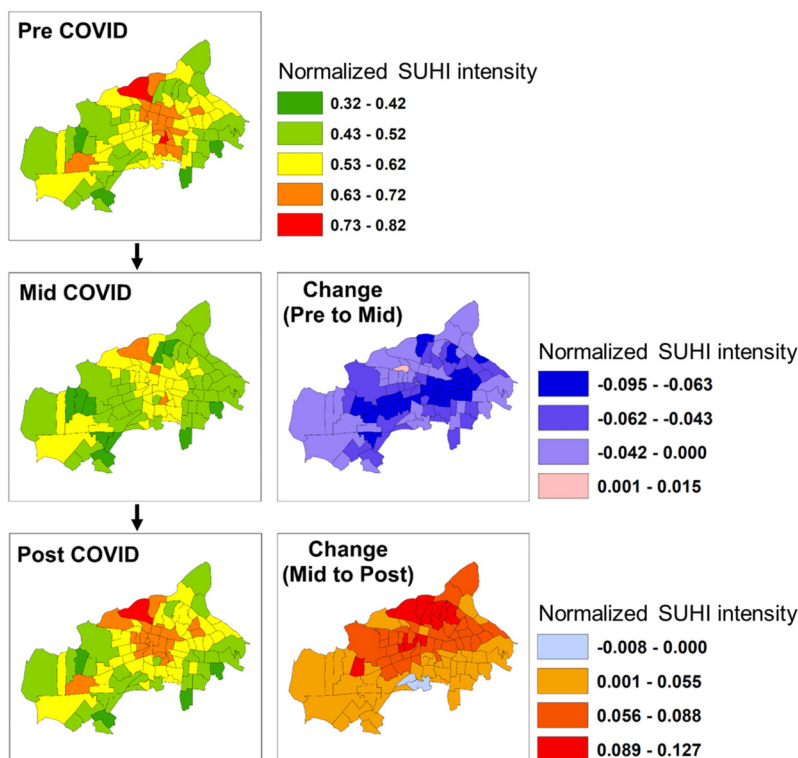 Pre COVID
Normalized SUHI intensity
0.32 - 0.42
0.43 - 0.52
0.53 - 0.62
0.63 - 0.72
0.73 - 0.82
Mid COVID
Change
(Pre to Mid)
Normalized SUHI intensity
-0.095 - -0.063
-0.062 - -0.043
-0.042 - 0.000
0.001 - 0.015
Post COVID
Change
(Mid to Post)
Normalized SUHI intensity
-0.008 - 0.000
0.001 - 0.055
0.056 - 0.088
0.089 - 0.127